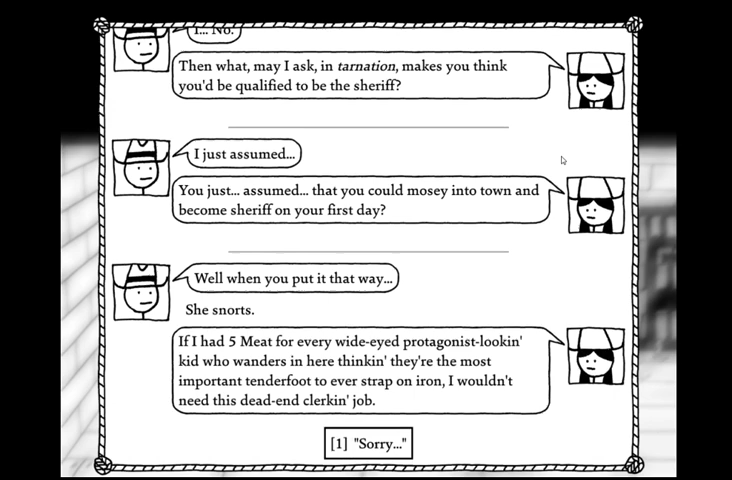 I... No.
Then what, may I ask, in tarnation, makes you think
you'd be qualified to be the sheriff?
I just assumed...
You just... assumed... that you could mosey into town and
become sheriff on your first day?
Well when you put it that way...
She snorts.
If I had 5 Meat for every wide-eyed protagonist-lookin'
kid who wanders in here thinkin' they're the most
important tenderfoot to ever strap on iron, I wouldn't
need this dead-end clerkin' job.
[1] "Sorry..."